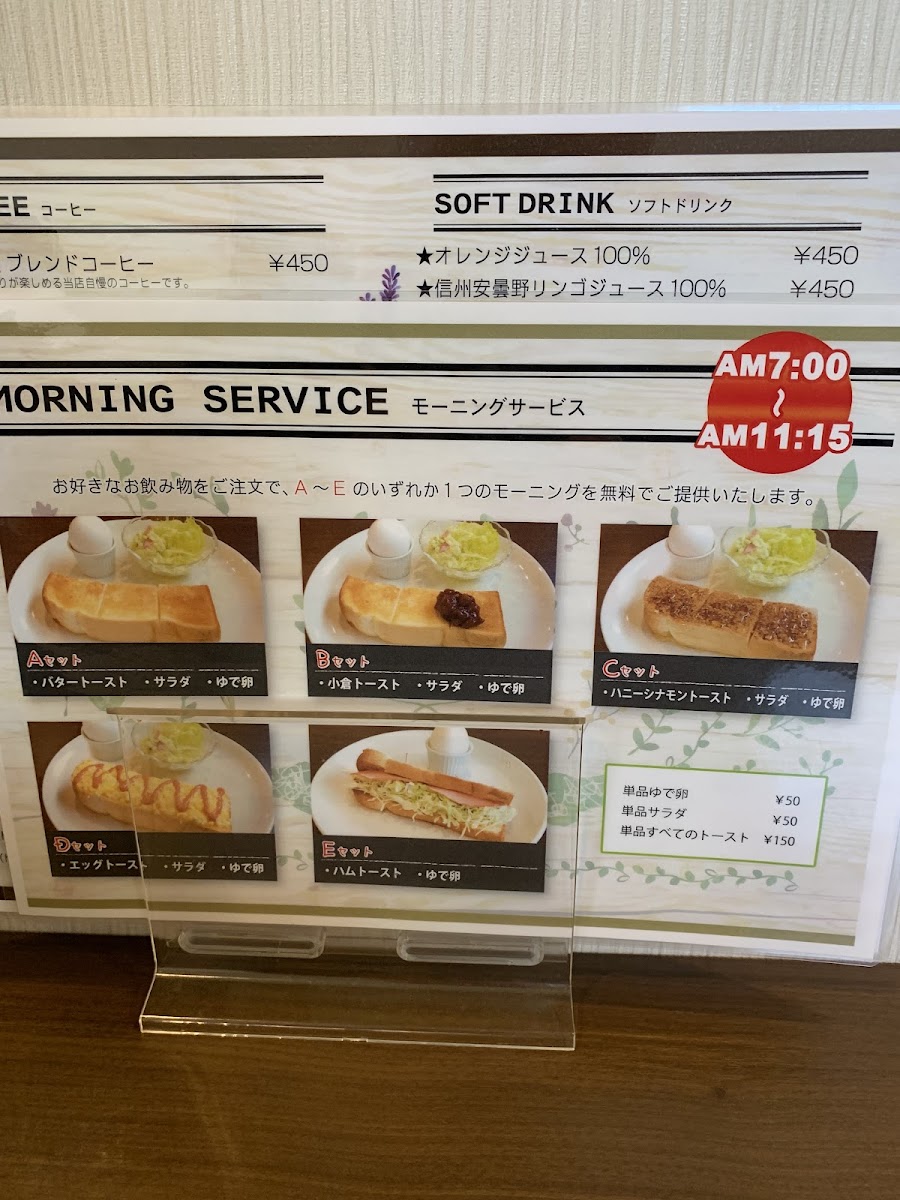 EE コーヒー
ブレンドコーヒー ¥450
りが楽しめる当店自慢のコーヒーです。
SOFT DRINK ソフトドリンク
★オレンジジュース100% ¥450
★信州安曇野リンゴジュース100% ¥450
MORNING SERVICE モーニングサービス
AM7:00
~
AM11:15
お好きなお飲み物をご注文で、A~Eのいずれか1つのモーニングを無料でご提供いたします。
Aセット
・バタートースト ・サラダ ・ゆで卵
Bセット
・小倉トースト ・サラダ ・ゆで卵
Cセット
・ハニーシナモントースト ・サラダ ・ゆで卵
Dセット
・エッグトースト ・サラダ ・ゆで卵
Eセット
・ハムトースト ・ゆで卵
単品ゆで卵 ¥50
単品サラダ ¥50
単品すべてのトースト ¥150